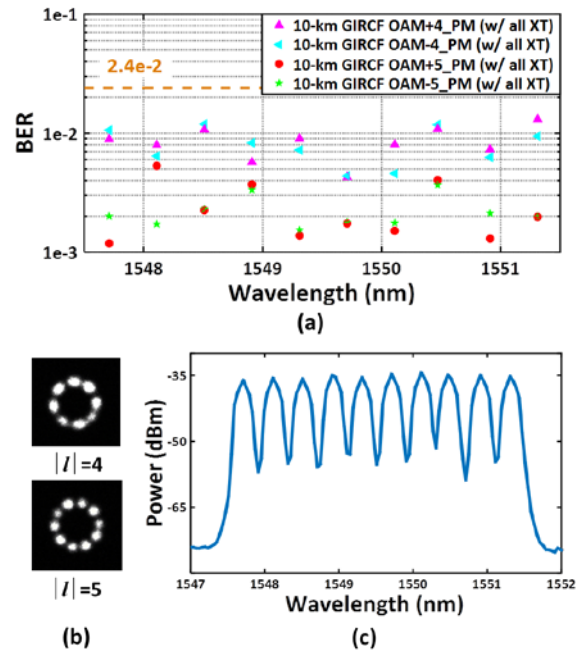 1e-1
10-km GIRCF OAM+4_PM (w/ all XT)
10-km GIRCF OAM-4_PM (w/ all XT)
10-km GIRCF OAM+5_PM (w/ all XT)
10-km GIRCF OAM-5_PM (w/ all XT)
2.4e-2
BER
1e-2
1e-3
1548
1549
1550
1551
Wavelength (nm)
(a)
|l|=4
|l|=5
(b)
Power (dBm)
-35
-50
-65
1547
1548
1549
1550
1551
1552
Wavelength (nm)
(c)